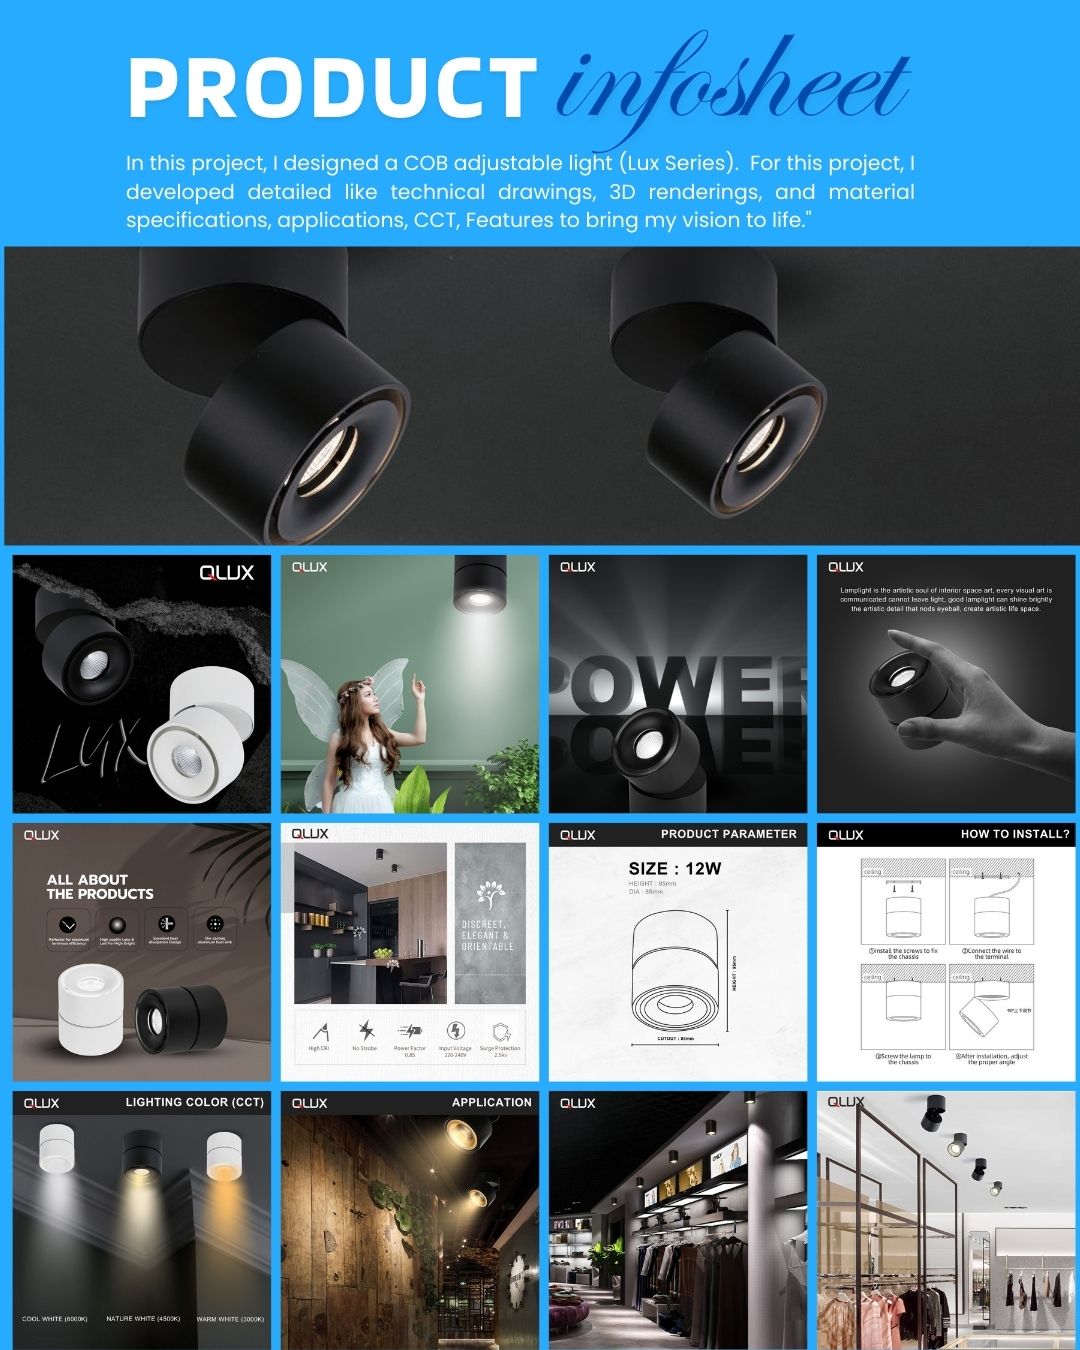 PRODUCT infosheet
In this project, I designed a COB adjustable light (Lux Series). For this project, I
developed detailed like technical drawings, 3D renderings, and material
specifications, applications, CCT, Features to bring my vision to life."
QLUX
LUX
QLUX
QLUX
POWER
QLUX
Lamplight is the artistic soul of interior space art, every visual art is
communicated cannot leave light, good lamplight can shine brightly
the artistic detail that nods eyeball, create artistic life space.
QLUX
ALL ABOUT
THE PRODUCTS
Reflector for maximum
luminous efficiency
High quality Lens &
Led For High Bright
Excellent heat
dissipation Design
Die-casting
aluminum heat sink
QLUX
DISCREET,
ELEGANT &
ORIENTABLE
High CRI
No Strobe
Power Factor
0.85
Input Voltage
220-240V
Surge Protection
2.5kv
QLUX PRODUCT PARAMETER
SIZE : 12W
HEIGHT : 95mm
DIA : 85mm
HEIGHT : 95mm
QLUX HOW TO INSTALL?
ceiling
ceiling
①Install the screws to fix
the chassis
②Connect the wire to
the terminal
ceiling
ceiling
90°上下调节
③Screw the lamp to
the chassis
④After installation, adjust
the proper angle
QLUX LIGHTING COLOR (CCT)
COOL WHITE (6000K)
NATURE WHITE (4500K)
WARM WHITE (3000K)
QLUX APPLICATION
QLUX
ONLY
QLUX